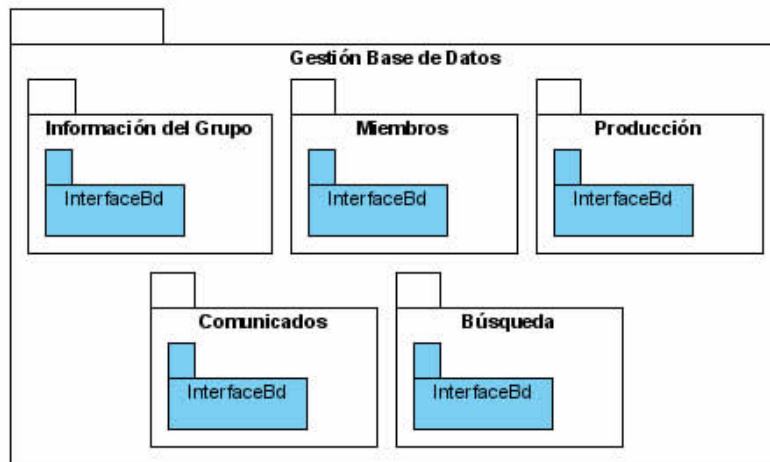 Gestión Base de Datos
Información del Grupo
Miembros
Producción
InterfaceBd
InterfaceBd
InterfaceBd
Comunicados
Búsqueda
InterfaceBd
InterfaceBd